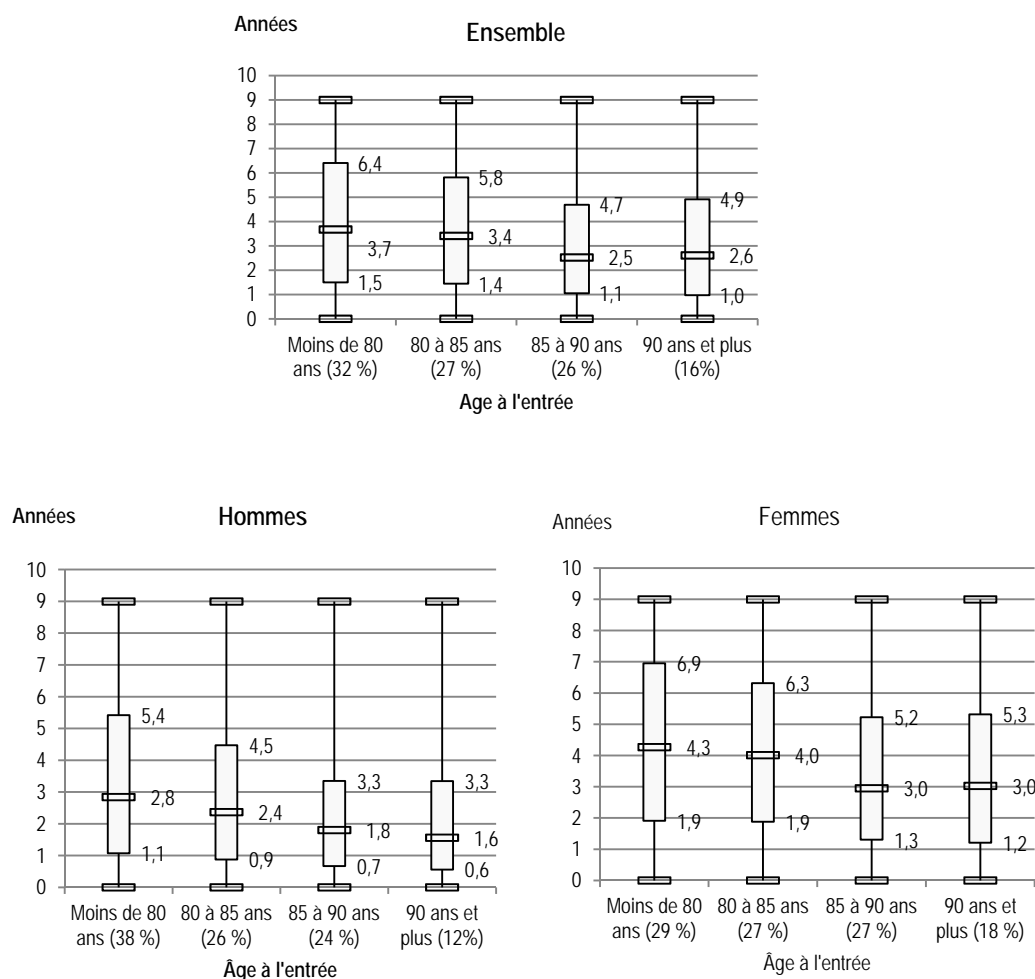 Années
Ensemble
10
9
8
7
6
5
4
3
2
1
0
6,4
3,7
1,5
5,8
3,4
1,4
4,7
2,5
1,1
4,9
2,6
1,0
Moins de 80
ans (32 %)
80 à 85 ans
(27 %)
85 à 90 ans
(26 %)
90 ans et plus
(16%)
Age à l'entrée
Années
Hommes
10
9
8
7
6
5
4
3
2
1
0
5,4
2,8
1,1
4,5
2,4
0,9
3,3
1,8
0,7
3,3
1,6
0,6
Moins de 80
ans (38 %)
80 à 85 ans
(26 %)
85 à 90 ans
(24 %)
90 ans et
plus (12%)
Âge à l'entrée
Années
Femmes
10
9
8
7
6
5
4
3
2
1
0
6,9
4,3
1,9
6,3
4,0
1,9
5,2
3,0
1,3
5,3
3,0
1,2
Moins de 80
ans (29 %)
80 à 85 ans
(27 %)
85 à 90 ans
(27 %)
90 ans et
plus (18 %)
Âge à l'entrée